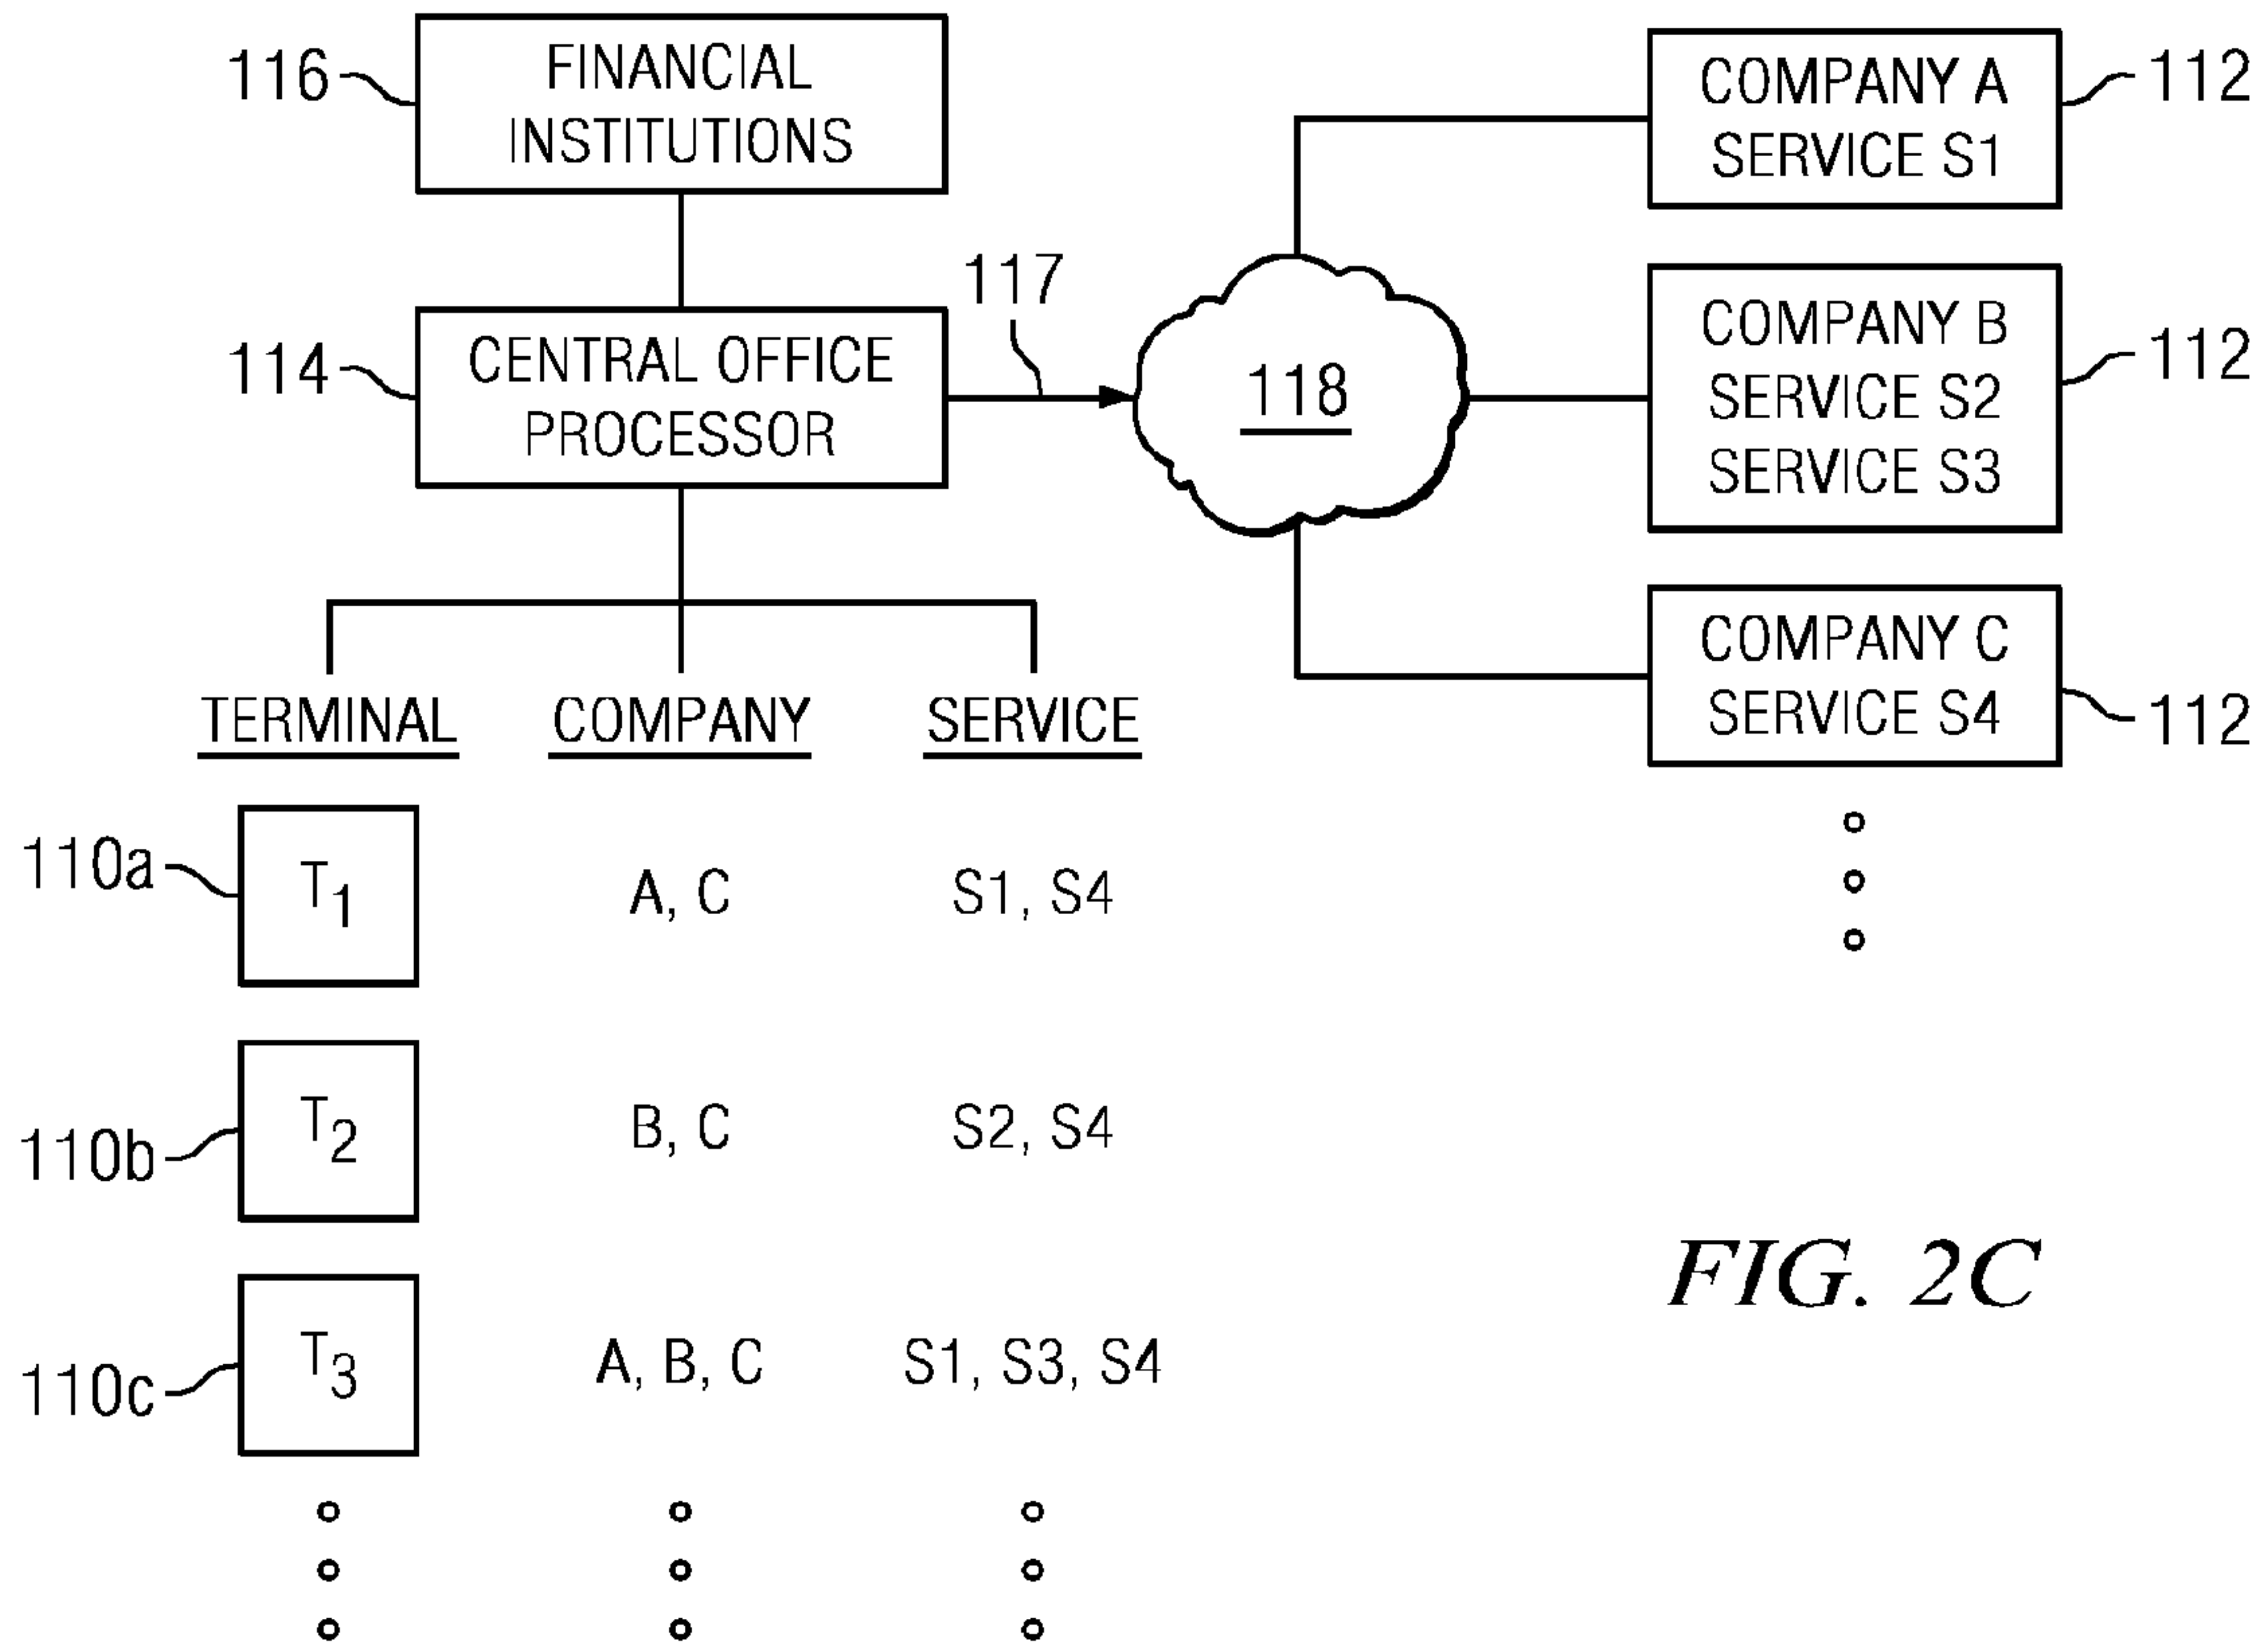 116
FINANCIAL
INSTITUTIONS
COMPANY A
SERVICE S1
112
117
114
CENTRAL OFFICE
PROCESSOR
118
COMPANY B
SERVICE S2
SERVICE S3
112
COMPANY C
SERVICE S4
112
TERMINAL COMPANY SERVICE
110a T1 A, C S1, S4
110b T2 B, C S2, S4
110c T3 A, B, C S1, S3, S4
FIG. 2C